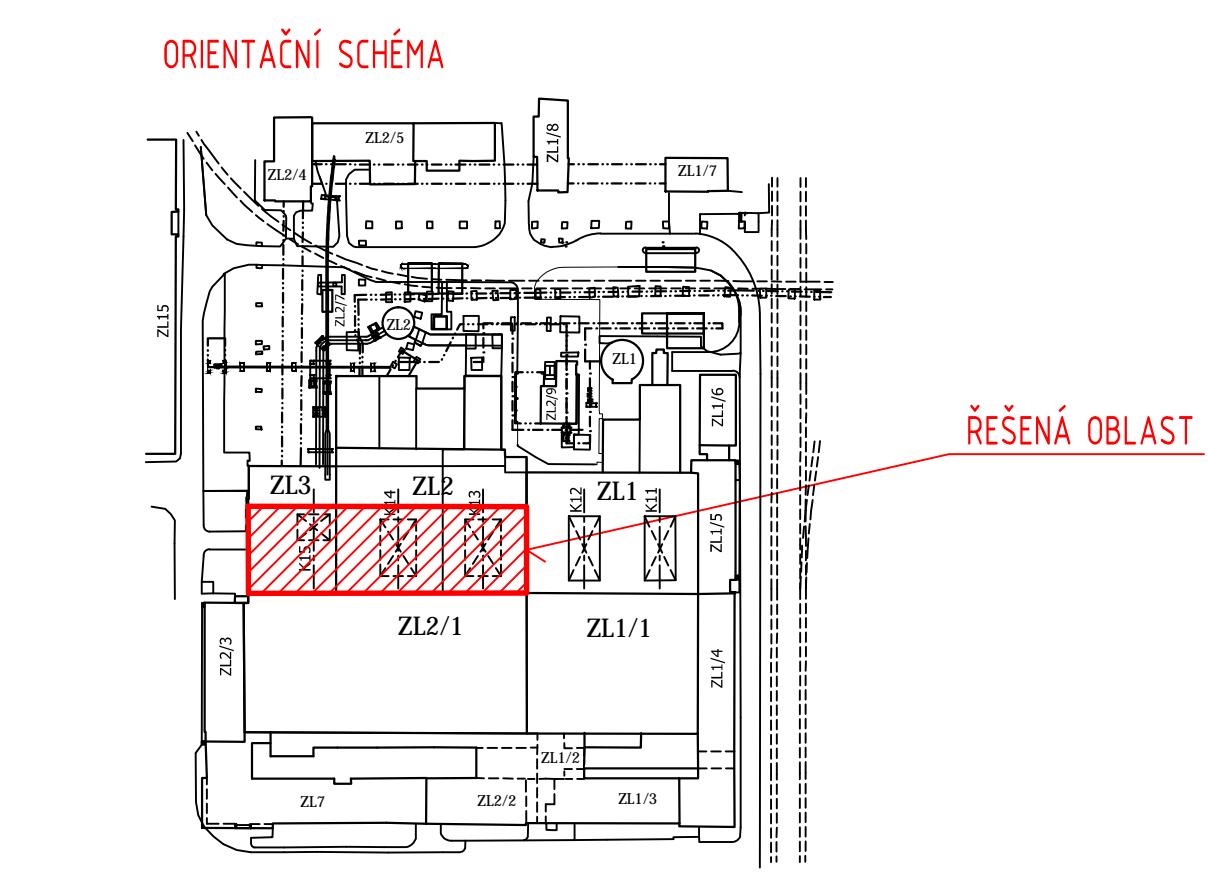 ORIENTAČNÍ SCHÉMA
ZL2/5
ZL1/8
ZL2/4
ZL1/7
ZL15
ZL2/7
ZL2
ZL1
ZL2/9
ZL1/6
ŘEŠENÁ OBLAST
ZL3
ZL2
ZL1
K14
K13
K12
K11
K15
ZL1/5
ZL2/1
ZL1/1
ZL2/3
ZL1/4
ZL1/2
ZL7
ZL2/2
ZL1/3